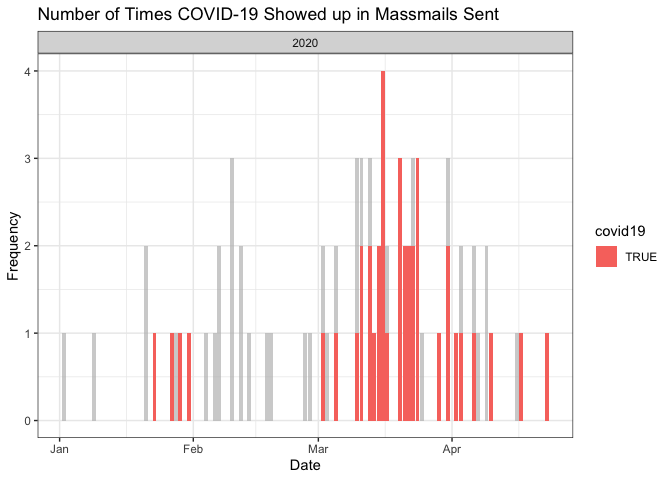 Number of Times COVID-19 Showed up in Massmails Sent
2020
4
3
2
1
0
Frequency
Jan Feb Mar Apr
Date
covid19
TRUE